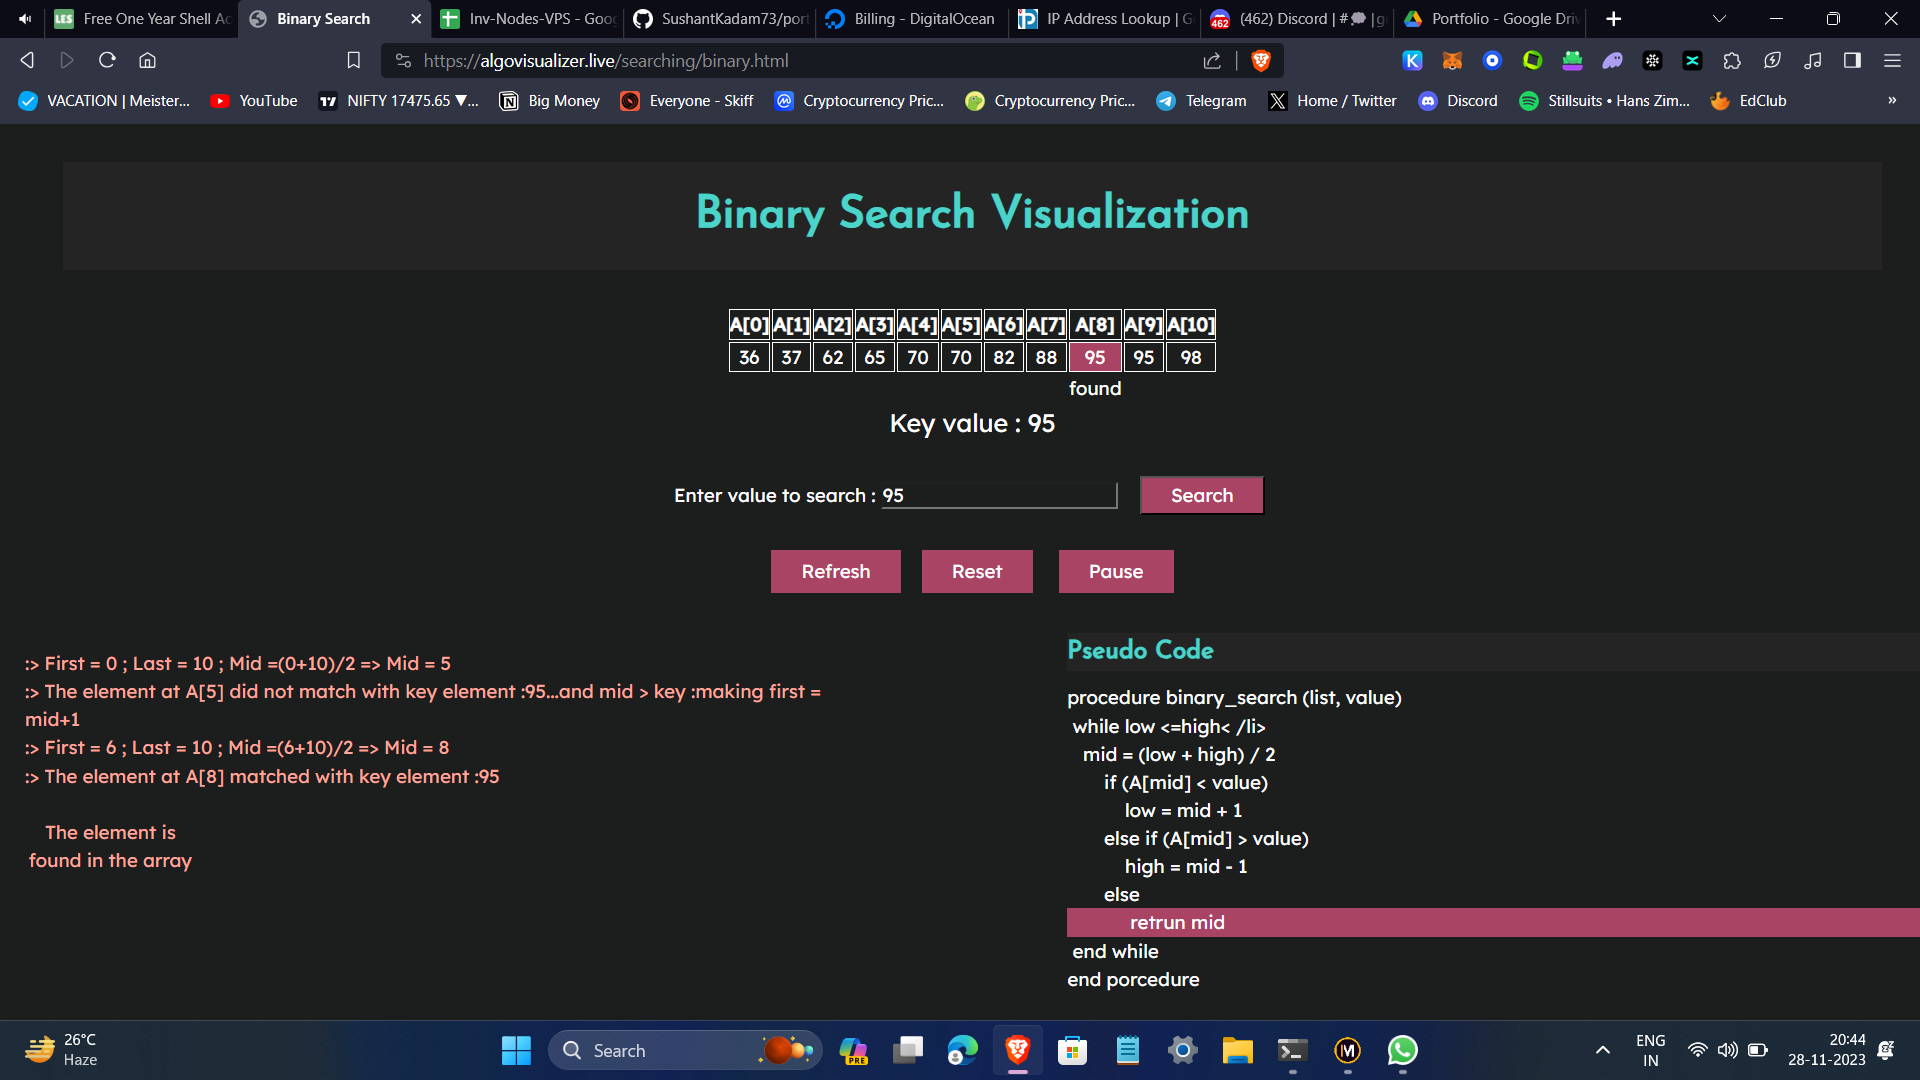 Free One Year Shell Ac
Binary Search
Inv-Nodes-VPS - Goog
SushantKadam73/port
Billing - DigitalOcean
IP Address Lookup | G
(462) Discord | #💭|g
Portfolio - Google Driv
https://algovisualizer.live/searching/binary.html
VACATION | Meister...
YouTube
NIFTY 17475.65 ▼...
Big Money
Everyone - Skiff
Cryptocurrency Pric...
Cryptocurrency Pric...
Telegram
Home / Twitter
Discord
Stillsuits • Hans Zim...
EdClub
»
Binary Search Visualization
A[0] A[1] A[2] A[3] A[4] A[5] A[6] A[7] A[8] A[9] A[10]
36 37 62 65 70 70 82 88 95 95 98
found
Key value : 95
Enter value to search : 95
Search
Refresh
Reset
Pause
:> First = 0 ; Last = 10 ; Mid =(0+10)/2 => Mid = 5
:> The element at A[5] did not match with key element :95...and mid > key :making first =
mid+1
:> First = 6 ; Last = 10 ; Mid =(6+10)/2 => Mid = 8
:> The element at A[8] matched with key element :95
The element is
found in the array
Pseudo Code
procedure binary_search (list, value)
while low <=high< /li>
mid = (low + high) / 2
if (A[mid] < value)
low = mid + 1
else if (A[mid] > value)
high = mid - 1
else
retrun mid
end while
end porcedure
26°C
Haze
Search
PRE
ENG
IN
20:44
28-11-2023